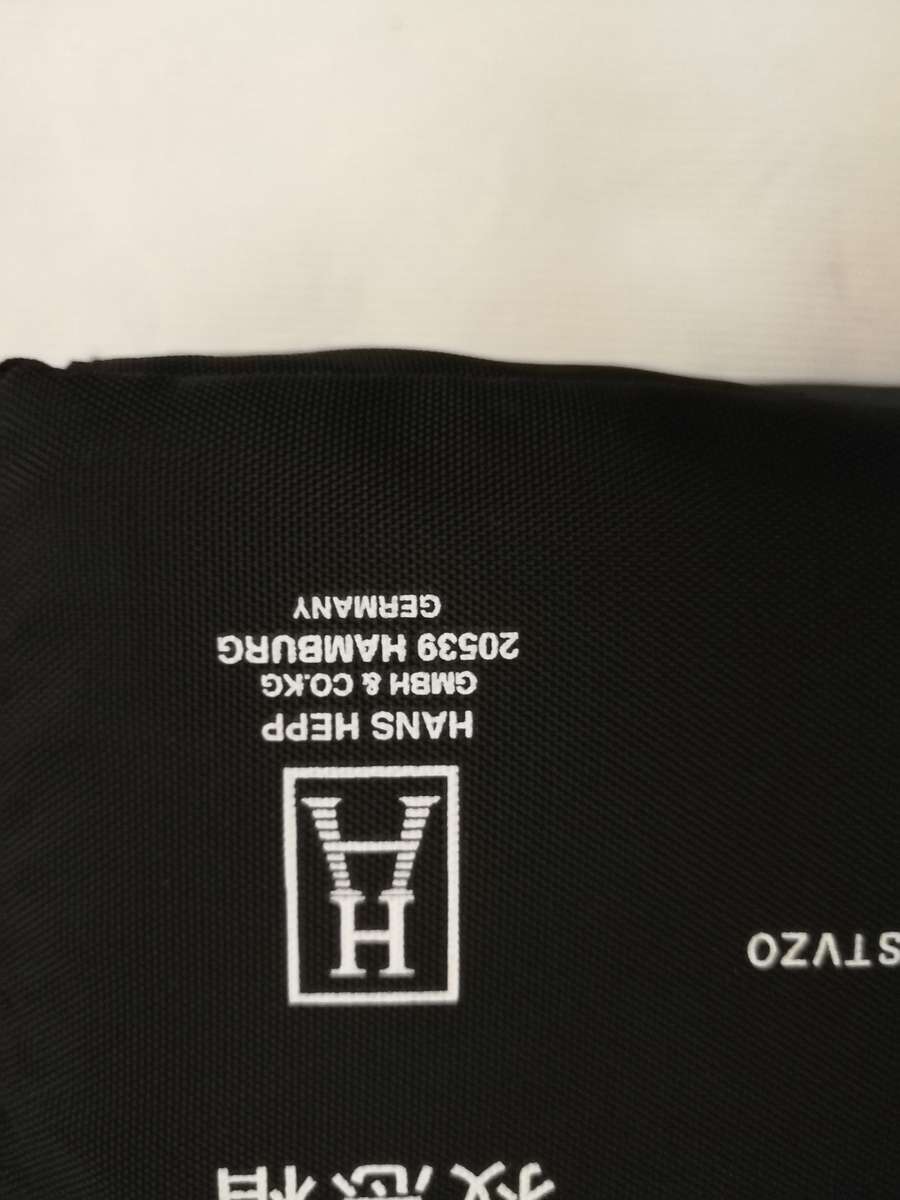 STVZO
H
H
HANS HEPP
GMBH & CO.KG
20539 HAMBURG
GERMANY